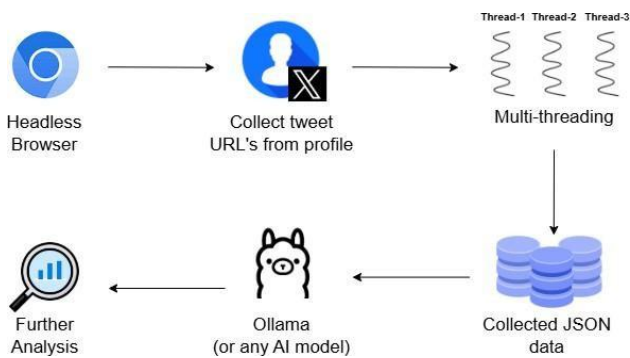 Thread-1 Thread-2 Thread-3
Headless
Browser
Collect tweet
URL's from profile
Multi-threading
Further
Analysis
Ollama
(or any AI model)
Collected JSON
data